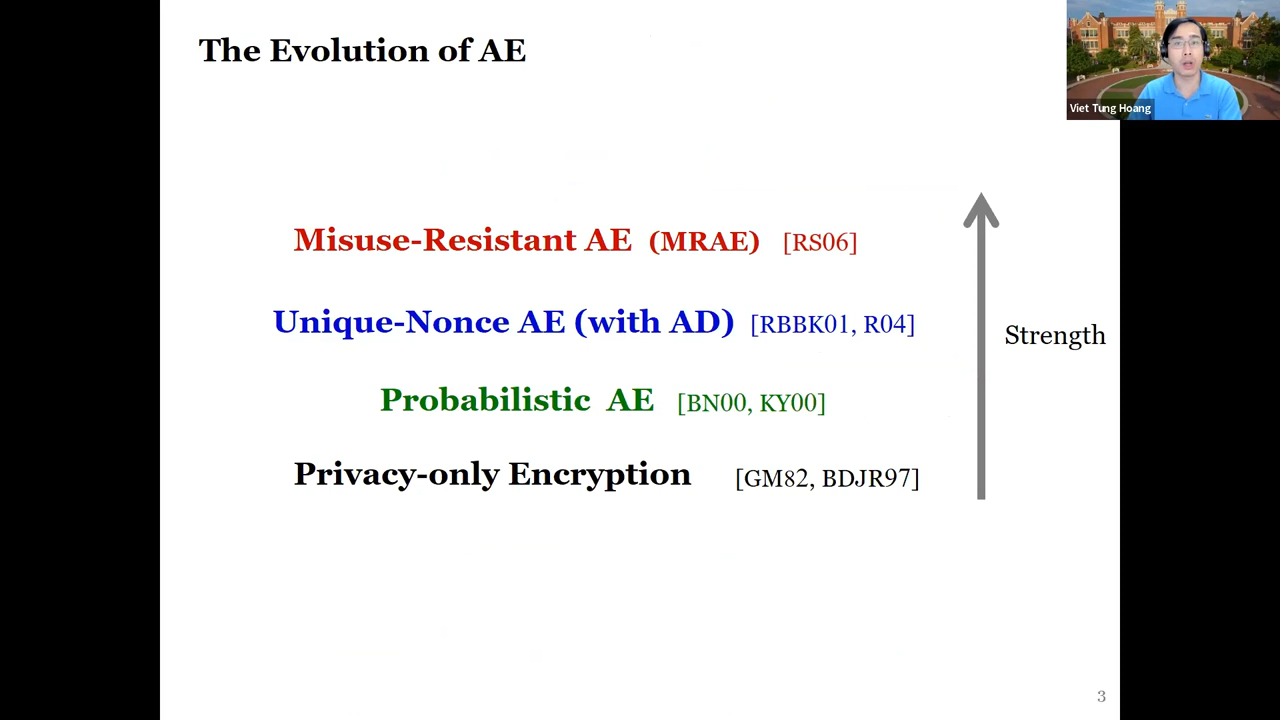 The Evolution of AE
Viet Tung Hoang
Misuse-Resistant AE (MRAE) [RS06]
Unique-Nonce AE (with AD) [RBBK01, R04]
Strength
Probabilistic AE [BN00, KY00]
Privacy-only Encryption [GM82, BDJR97]
3